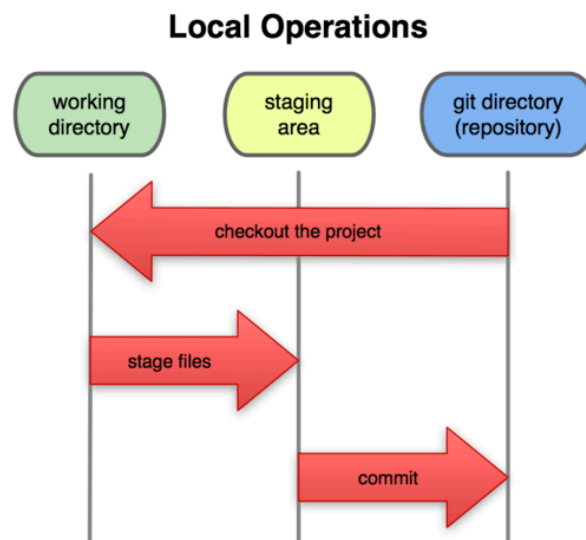 Local Operations
working
directory
staging
area
git directory
(repository)
checkout the project
stage files
commit